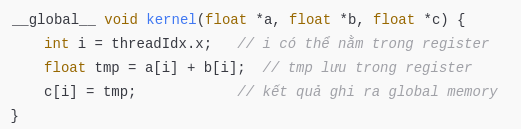 __global__ void kernel(float *a, float *b, float *c) {
    int i = threadIdx.x;   // i có thể nằm trong register
    float tmp = a[i] + b[i];  // tmp lưu trong register
    c[i] = tmp;            // kết quả ghi ra global memory
}